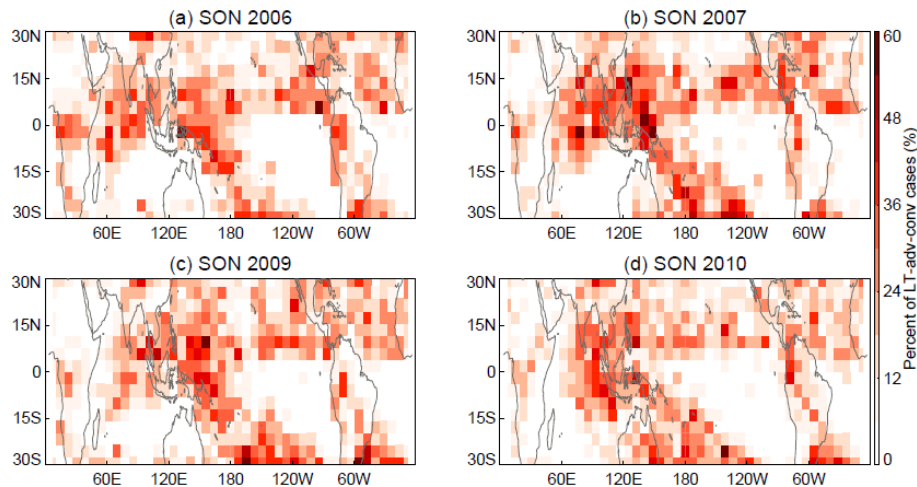 (a) SON 2006
(b) SON 2007
30N
15N
0
15S
30S
60E 120E 180 120W 60W
30N
15N
0
15S
30S
60E 120E 180 120W 60W
(c) SON 2009
(d) SON 2010
30N
15N
0
15S
30S
60E 120E 180 120W 60W
30N
15N
0
15S
30S
60E 120E 180 120W 60W
60
48
36
24
12
0
Percent of LT-adv-conv cases (%)